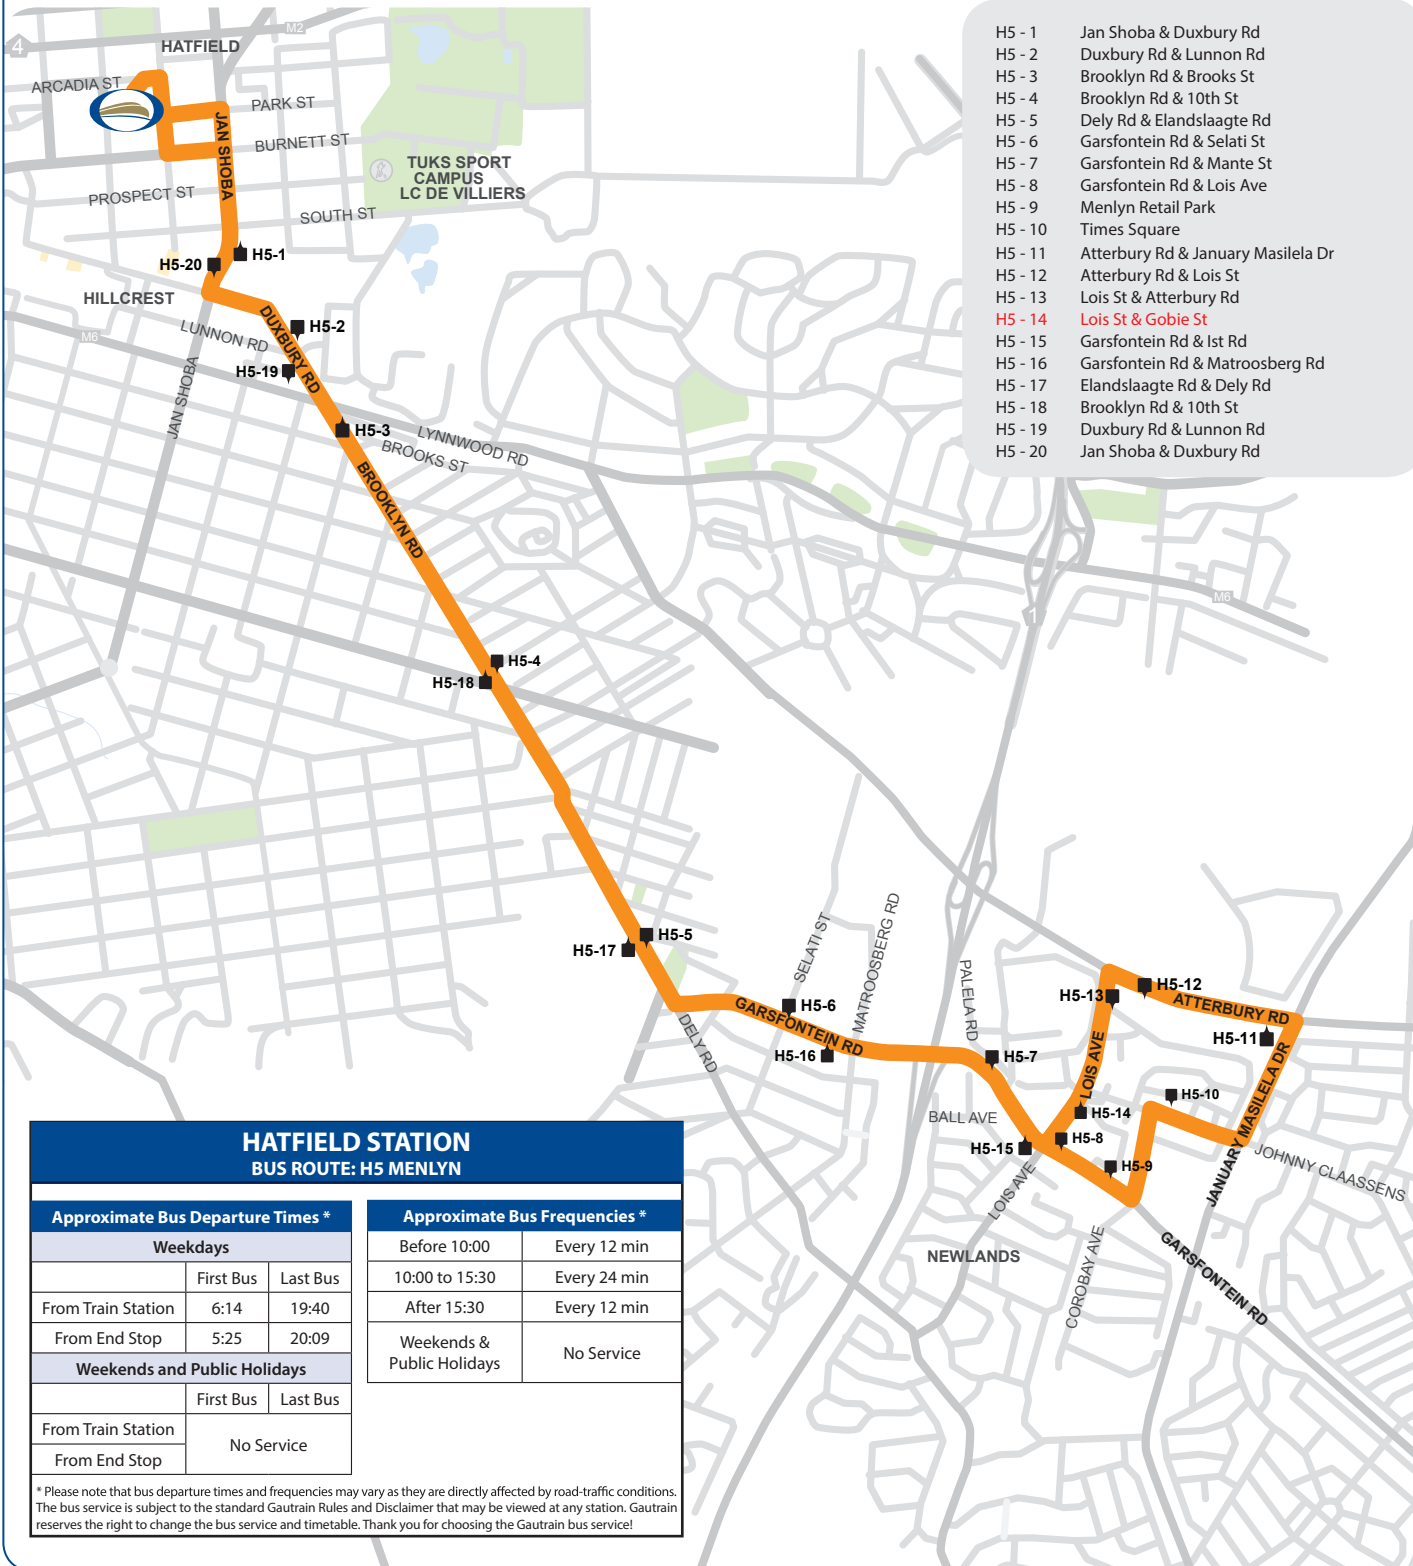 H5 - 1 Jan Shoba & Duxbury Rd
H5 - 2 Duxbury Rd & Lunnon Rd
H5 - 3 Brooklyn Rd & Brooks St
H5 - 4 Brooklyn Rd & 10th St
H5 - 5 Dely Rd & Elandslaagte Rd
H5 - 6 Garsfontein Rd & Selati St
H5 - 7 Garsfontein Rd & Mante St
H5 - 8 Garsfontein Rd & Lois Ave
H5 - 9 Menlyn Retail Park
H5 - 10 Times Square
H5 - 11 Atterbury Rd & January Masilela Dr
H5 - 12 Atterbury Rd & Lois St
H5 - 13 Lois St & Atterbury Rd
H5 - 14 Lois St & Gobie St
H5 - 15 Garsfontein Rd & Ist Rd
H5 - 16 Garsfontein Rd & Matroosberg Rd
H5 - 17 Elandslaagte Rd & Dely Rd
H5 - 18 Brooklyn Rd & 10th St
H5 - 19 Duxbury Rd & Lunnon Rd
H5 - 20 Jan Shoba & Duxbury Rd
M2
4
HATFIELD
ARCADIA ST
PARK ST
JAN SHOBA
BURNETT ST
TUKS SPORT
CAMPUS
LC DE VILLIERS
PROSPECT ST
SOUTH ST
H5-1
H5-20
HILLCREST
DUXBURY RD
H5-2
LUNNON RD
M6
H5-19
JAN SHOBA
H5-3
LYNNWOOD RD
BROOKS ST
BROOKLYN RD
M6
1
H5-4
H5-18
H5-5
H5-17
SELATI ST
MATROOSBERG RD
PALELA RD
H5-6
GARSFONTEIN RD
H5-16
DELY RD
H5-7
H5-12
H5-13
ATTERBURY RD
H5-11
LOIS AVE
JANUARY MASILELA DR
H5-10
H5-14
BALL AVE
H5-8
H5-15
H5-9
JOHNNY CLAASSENS
LOIS AVE
NEWLANDS
COROBAY AVE
GARSFONTEIN RD
HATFIELD STATION
BUS ROUTE: H5 MENLYN
Approximate Bus Departure Times *
Weekdays
First Bus Last Bus
From Train Station 6:14 19:40
From End Stop 5:25 20:09
Weekends and Public Holidays
First Bus Last Bus
From Train Station
No Service
From End Stop
Approximate Bus Frequencies *
Before 10:00 Every 12 min
10:00 to 15:30 Every 24 min
After 15:30 Every 12 min
Weekends &
Public Holidays
No Service
* Please note that bus departure times and frequencies may vary as they are directly affected by road-traffic conditions.
The bus service is subject to the standard Gautrain Rules and Disclaimer that may be viewed at any station. Gautrain
reserves the right to change the bus service and timetable. Thank you for choosing the Gautrain bus service!